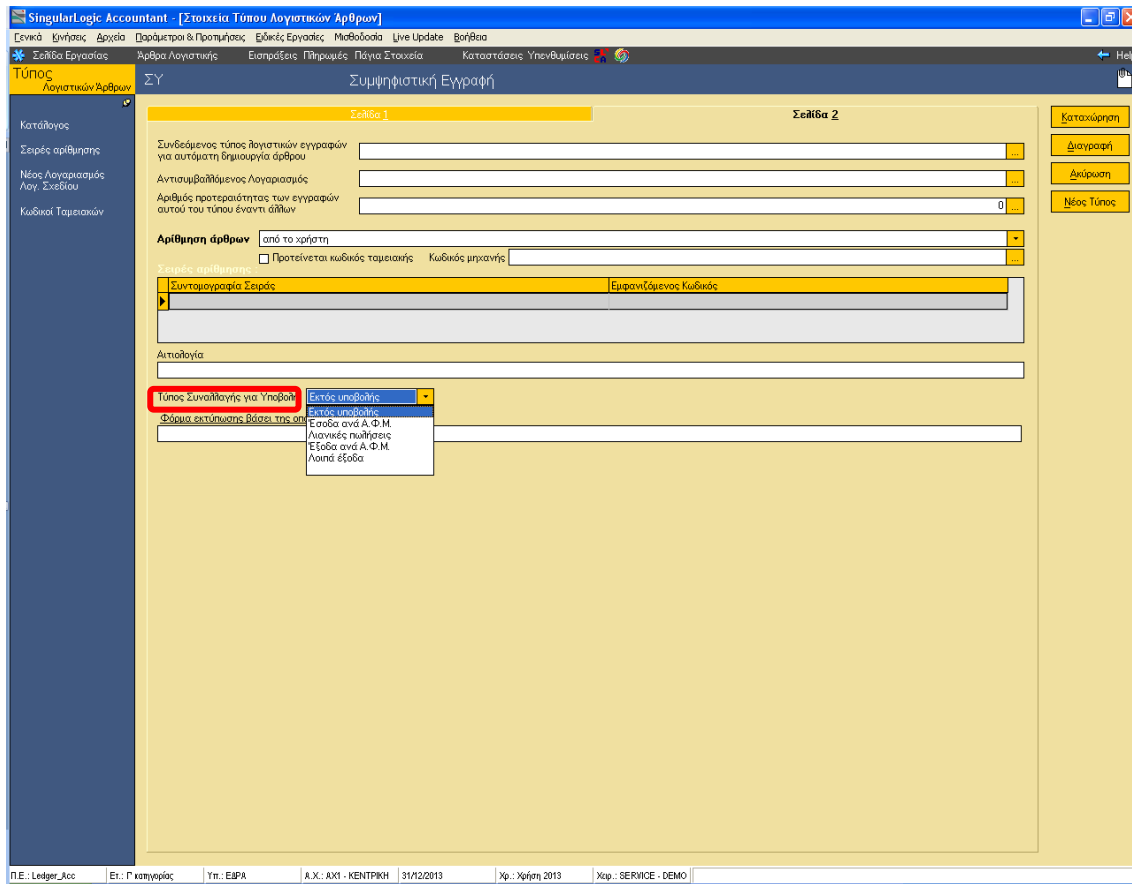 SingularLogic Accountant - [Στοιχεία Τύπου Λογιστικών Άρθρων]
Γενικά Κινήσεις Αρχεία Παράμετροι & Προτιμήσεις Ειδικές Εργασίες Μισθοδοσία Live Update Βοήθεια
Σελίδα Εργασίας Άρθρα Λογιστικής Εισπράξεις Πληρωμές Πάγια Στοιχεία Καταστάσεις Υπενθυμίσεις Hel
Τύπος
Λογιστικών Άρθρων
ΣΥ Συμψηφιστική Εγγραφή
Κατάλογος
Σειρές αρίθμησης
Νέος Λογαριασμός
Λογ. Σχεδίου
Κωδικοί Ταμειακών
Σελίδα 1 Σελίδα 2
Συνδεόμενος τύπος λογιστικών εγγραφών
για αυτόματη δημιουργία άρθρου
Αντισυμβαλλόμενος Λογαριασμός
Αριθμός προτεραιότητας των εγγραφών
αυτού του τύπου έναντι άλλων 0
Αρίθμηση άρθρων από το χρήστη
Προτείνεται κωδικός ταμειακής Κωδικός μηχανής
Σειρές αρίθμησης :
Συντομογραφία Σειράς Εμφανιζόμενος Κωδικός
Αιτιολογία
Τύπος Συναλλαγής για Υποβολή Εκτός υποβολής
Φόρμα εκτύπωσης βάσει της οπ
Εκτός υποβολής
Έσοδα ανά Α.Φ.Μ.
Λιανικές πωλήσεις
Έξοδα ανά Α.Φ.Μ.
Λοιπά έξοδα
Καταχώρηση
Διαγραφή
Ακύρωση
Νέος Τύπος
Π.Ε.: Ledger_Acc Ετ.: Γ' κατηγορίας Υπ.: ΕΔΡΑ Α.Χ.: ΑΧ1 - ΚΕΝΤΡΙΚΗ 31/12/2013 Χρ.: Χρήση 2013 Χειρ.: SERVICE - DEMO